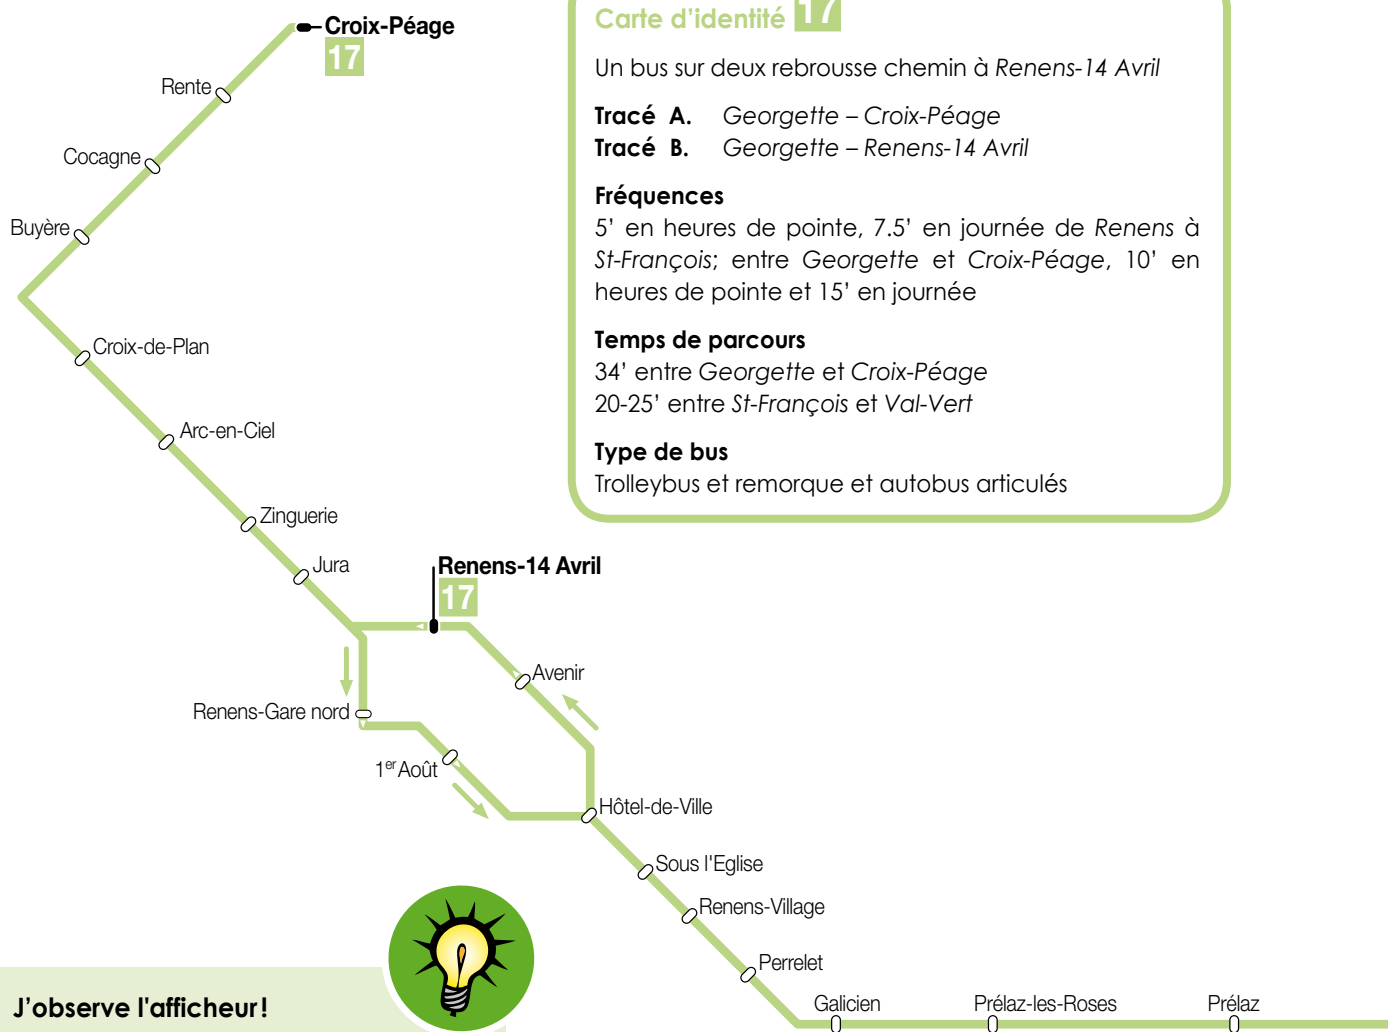 Croix-Péage
17
Rente
Cocagne
Buyère
Croix-de-Plan
Arc-en-Ciel
Zinguerie
Jura
Renens-14 Avril
17
Avenir
Renens-Gare nord
1er Août
Hôtel-de-Ville
Sous l'Eglise
Renens-Village
Perrelet
Galicien
Prélaz-les-Roses
Prélaz
Carte d'identité 17
Un bus sur deux rebrousse chemin à Renens-14 Avril
Tracé A. Georgette – Croix-Péage
Tracé B. Georgette – Renens-14 Avril
Fréquences
5' en heures de pointe, 7.5' en journée de Renens à
St-François; entre Georgette et Croix-Péage, 10' en
heures de pointe et 15' en journée
Temps de parcours
34' entre Georgette et Croix-Péage
20-25' entre St-François et Val-Vert
Type de bus
Trolleybus et remorque et autobus articulés
J'observe l'afficheur!